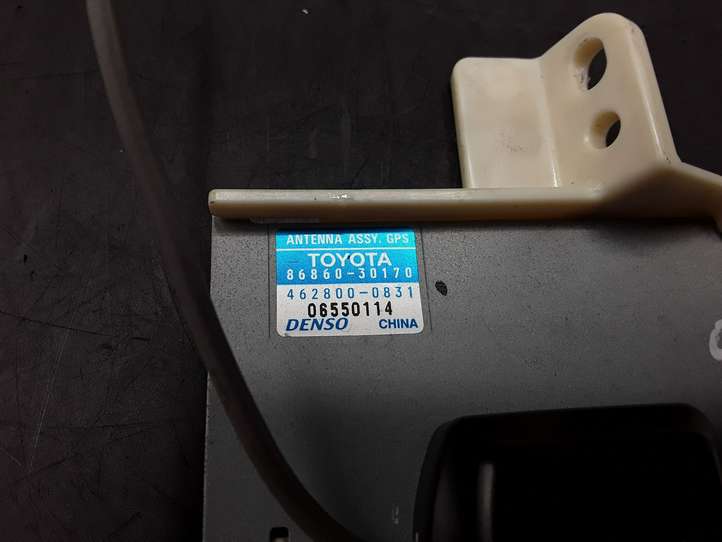 ANTENNA ASSY. GPS
TOYOTA
86860-30170
462800-0831
06550114
DENSO CHINA